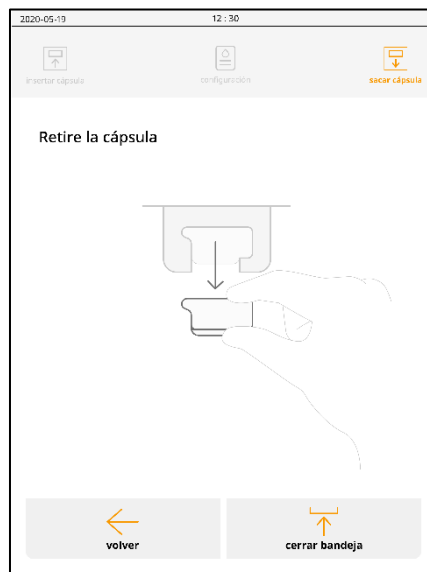 2020-05-19 12 : 30
insertar cápsula configuración sacar cápsula
Retire la cápsula
volver cerrar bandeja